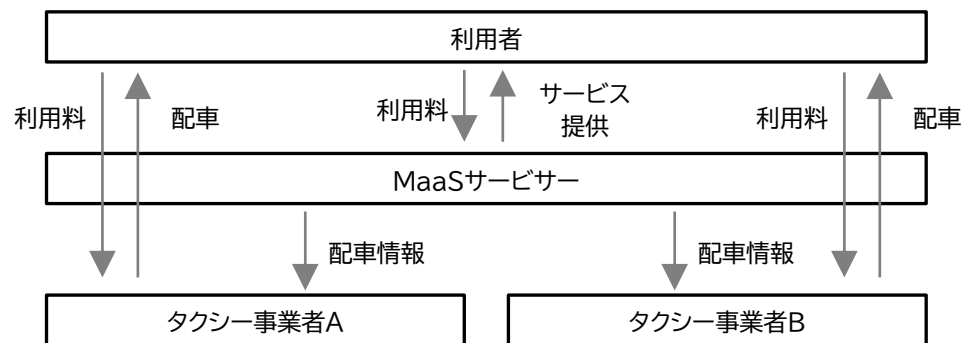 利用者
利用料
配車
利用料
サービス
提供
利用料
配車
MaaSサービサー
配車情報
配車情報
タクシー事業者A
タクシー事業者B